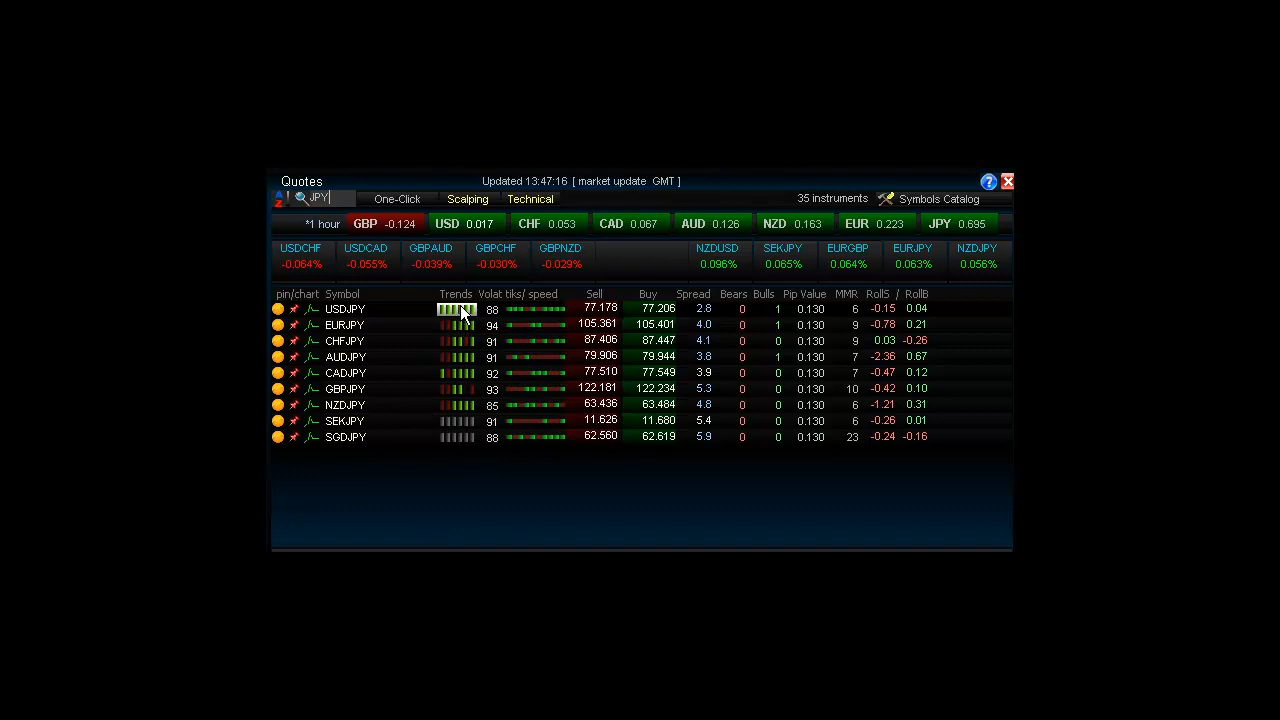 Quotes Updated 13:47:16 [ market update GMT ] ?
A Z JPY One-Click Scalping Technical 35 instruments Symbols Catalog
*1 hour GBP -0.124 USD 0.017 CHF 0.053 CAD 0.067 AUD 0.126 NZD 0.163 EUR 0.223 JPY 0.695
USDCHF USDCAD GBPAUD GBPCHF GBPNZD NZDUSD SEKJPY EURGBP EURJPY NZDJPY
-0.064% -0.055% -0.039% -0.030% -0.029% 0.096% 0.065% 0.064% 0.063% 0.056%
pin/chart Symbol Trends Volat tiks/ speed Sell Buy Spread Bears Bulls Pip Value MMR RollS / RollB
USDJPY 88 77.178 77.206 2.8 0 1 0.130 6 -0.15 0.04
EURJPY 94 105.361 105.401 4.0 0 1 0.130 9 -0.78 0.21
CHFJPY 91 87.406 87.447 4.1 0 0 0.130 9 0.03 -0.26
AUDJPY 91 79.906 79.944 3.8 0 1 0.130 7 -2.36 0.67
CADJPY 92 77.510 77.549 3.9 0 0 0.130 7 -0.47 0.12
GBPJPY 93 122.181 122.234 5.3 0 0 0.130 10 -0.42 0.10
NZDJPY 85 63.436 63.484 4.8 0 0 0.130 6 -1.21 0.31
SEKJPY 91 11.626 11.680 5.4 0 0 0.130 6 -0.26 0.01
SGDJPY 88 62.560 62.619 5.9 0 0 0.130 23 -0.24 -0.16